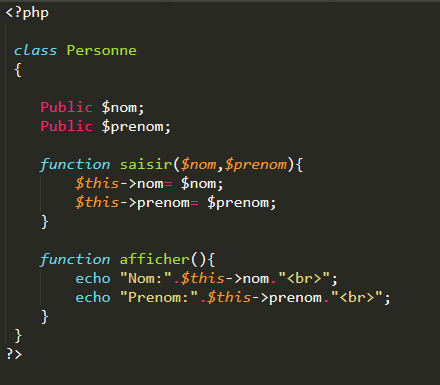 <?php
class Personne
{
Public $nom;
Public $prenom;
function saisir($nom,$prenom){
$this->nom= $nom;
$this->prenom= $prenom;
}
function afficher(){
echo "Nom:".$this->nom."<br>";
echo "Prenom:".$this->prenom."<br>";
}
}
?>